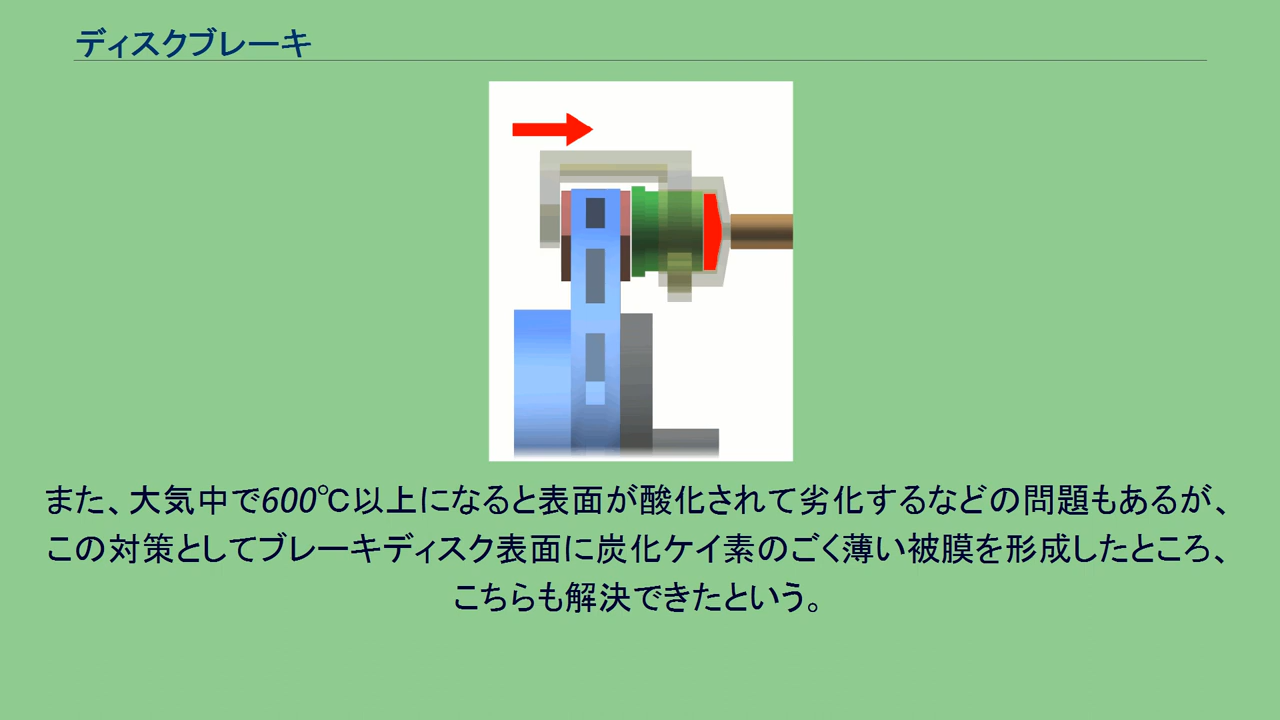 ディスクブレーキ
また、大気中で600℃以上になると表面が酸化されて劣化するなどの問題もあるが、
この対策としてブレーキディスク表面に炭化ケイ素のごく薄い被膜を形成したところ、
こちらも解決できたという。